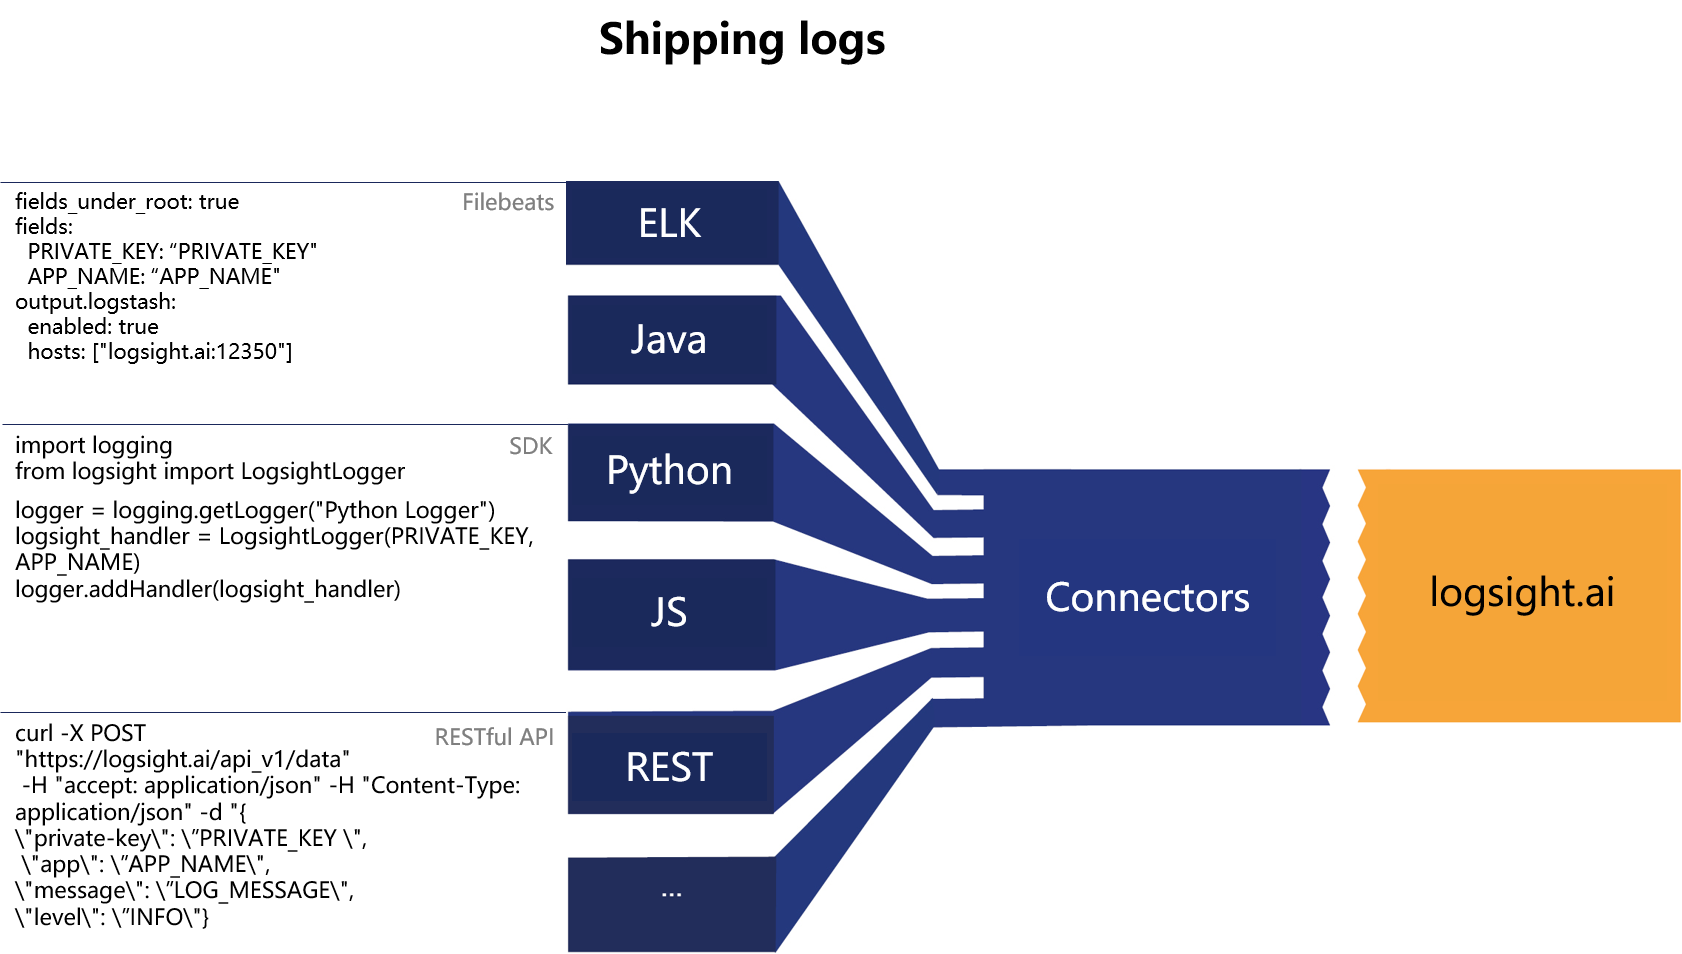 Shipping logs
fields_under_root: true
Filebeats
fields:
PRIVATE_KEY: “PRIVATE_KEY"
APP_NAME: “APP_NAME"
output.logstash:
enabled: true
hosts: ["logsight.ai:12350"]
ELK
Java
import logging
SDK
from logsight import LogsightLogger
logger = logging.getLogger("Python Logger")
logsight_handler = LogsightLogger(PRIVATE_KEY,
APP_NAME)
logger.addHandler(logsight_handler)
Python
JS
curl -X POST
RESTful API
"https://logsight.ai/api_v1/data"
-H "accept: application/json" -H "Content-Type:
application/json" -d "{
\"private-key\": \”PRIVATE_KEY \",
\"app\": \”APP_NAME\",
\"message\": \”LOG_MESSAGE\",
\"level\": \”INFO\"}
REST
...
Connectors
logsight.ai